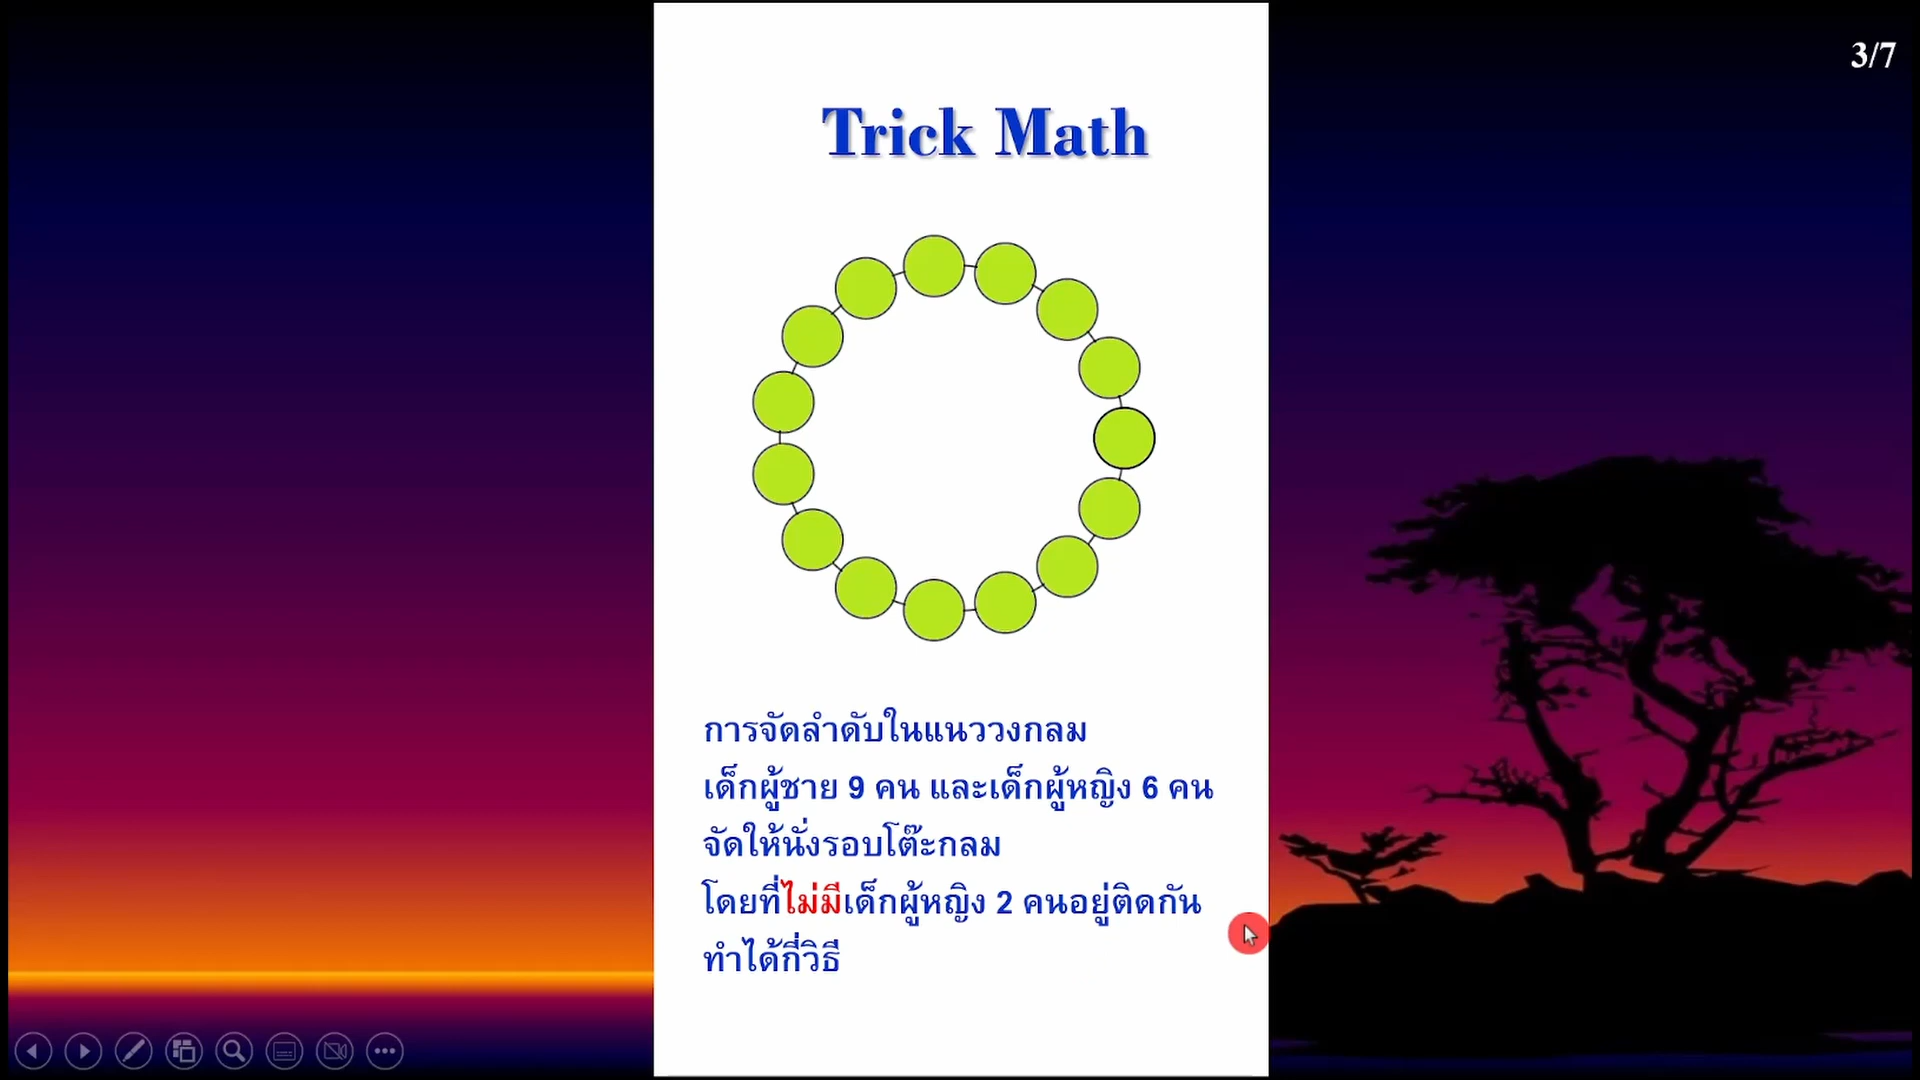 3/7
Trick Math
การจัดลำดับในแนววงกลม
เด็กผู้ชาย 9 คน และเด็กผู้หญิง 6 คน
จัดให้นั่งรอบโต๊ะกลม
โดยที่ไม่มีเด็กผู้หญิง 2 คนอยู่ติดกัน
ทำได้กี่วิธี